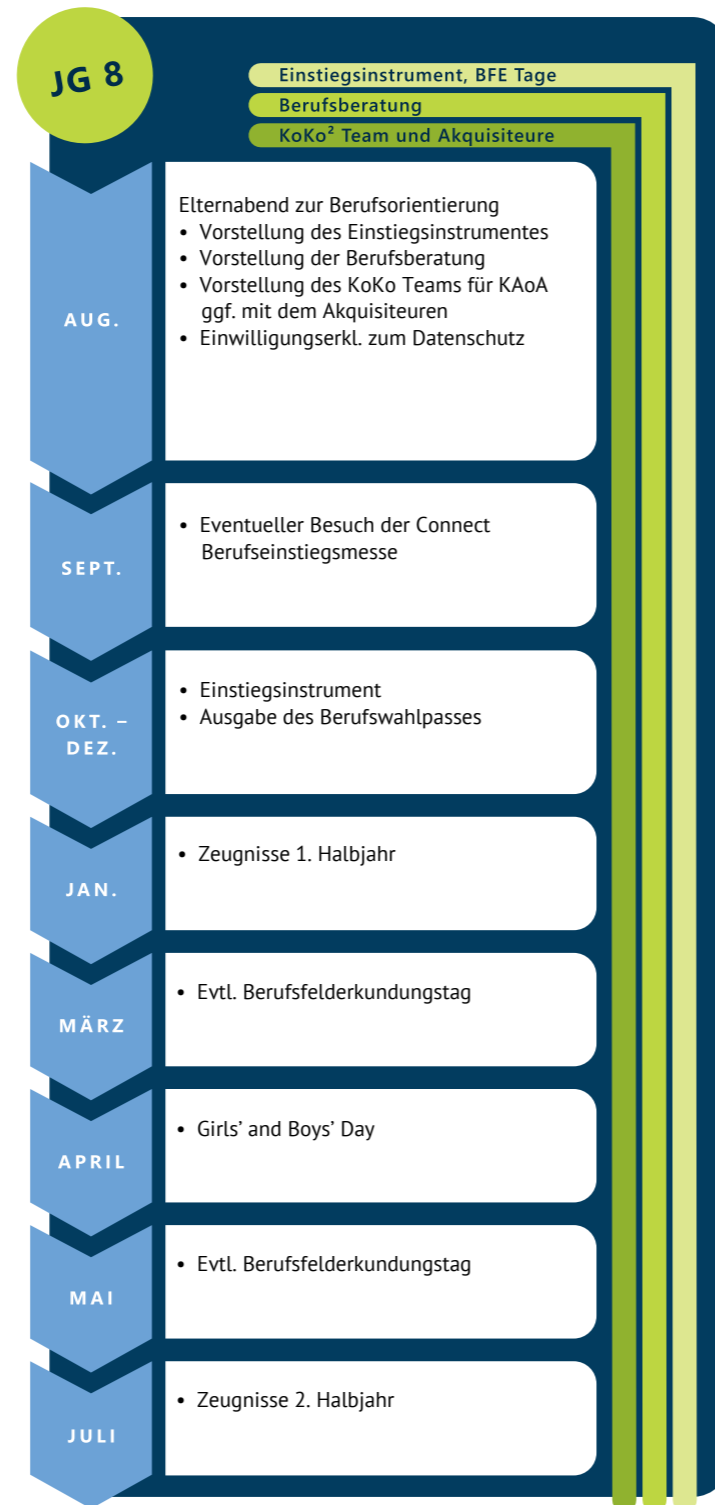 JG 8
Einstiegsinstrument, BFE Tage
Berufsberatung
KoKo² Team und Akquisiteure
AUG.
Elternabend zur Berufsorientierung
• Vorstellung des Einstiegsinstrumentes
• Vorstellung der Berufsberatung
• Vorstellung des KoKo Teams für KAoA
ggf. mit dem Akquisiteuren
• Einwilligungserkl. zum Datenschutz
SEPT.
• Eventueller Besuch der Connect
Berufseinstiegsmesse
OKT. –
DEZ.
• Einstiegsinstrument
• Ausgabe des Berufswahlpasses
JAN.
• Zeugnisse 1. Halbjahr
MÄRZ
• Evtl. Berufsfelderkundungstag
APRIL
• Girls’ and Boys’ Day
MAI
• Evtl. Berufsfelderkundungstag
JULI
• Zeugnisse 2. Halbjahr